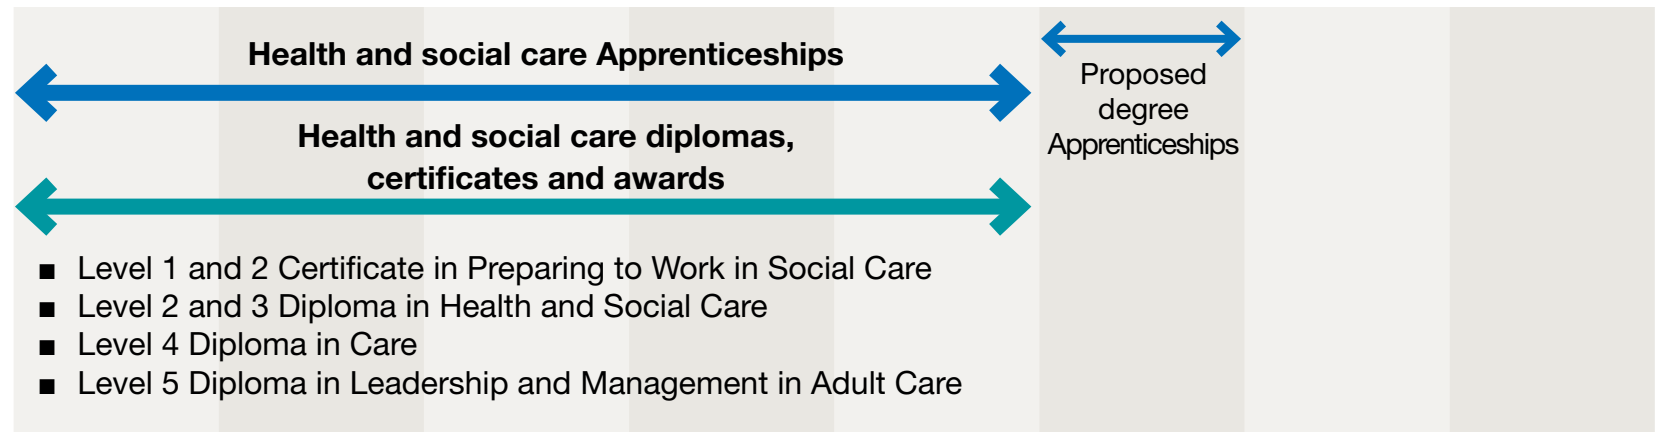 Health and social care Apprenticeships
Proposed
degree
Apprenticeships
Health and social care diplomas,
certificates and awards
■ Level 1 and 2 Certificate in Preparing to Work in Social Care
■ Level 2 and 3 Diploma in Health and Social Care
■ Level 4 Diploma in Care
■ Level 5 Diploma in Leadership and Management in Adult Care